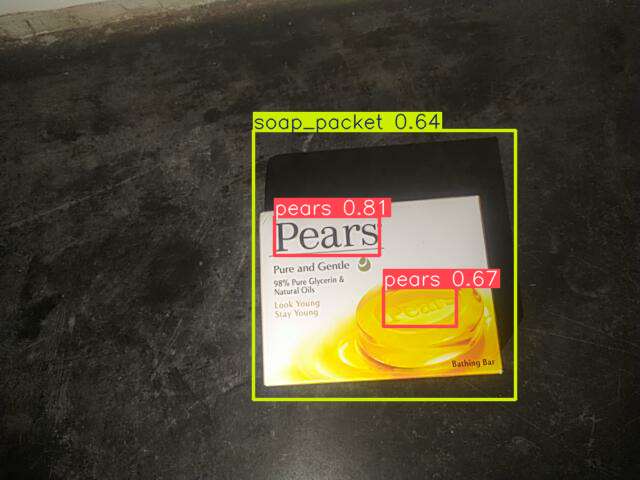 soap_packet 0.64
pears 0.81
Pears
Pure and Gentle
98% Pure Glycerin &
Natural Oils
Look Young
Stay Young
pears 0.67
Pears
Bathing Bar